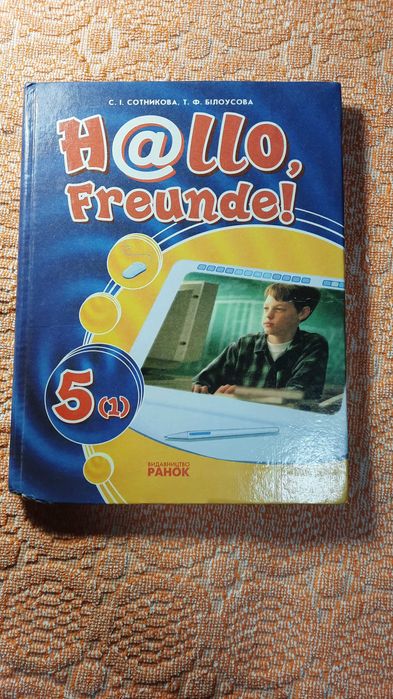 С. І. СОТНИКОВА, Т. Ф. БІЛОУСОВА
H@llo,
Freunde!
5 (1)
ВИДАВНИЦТВО
РАНОК